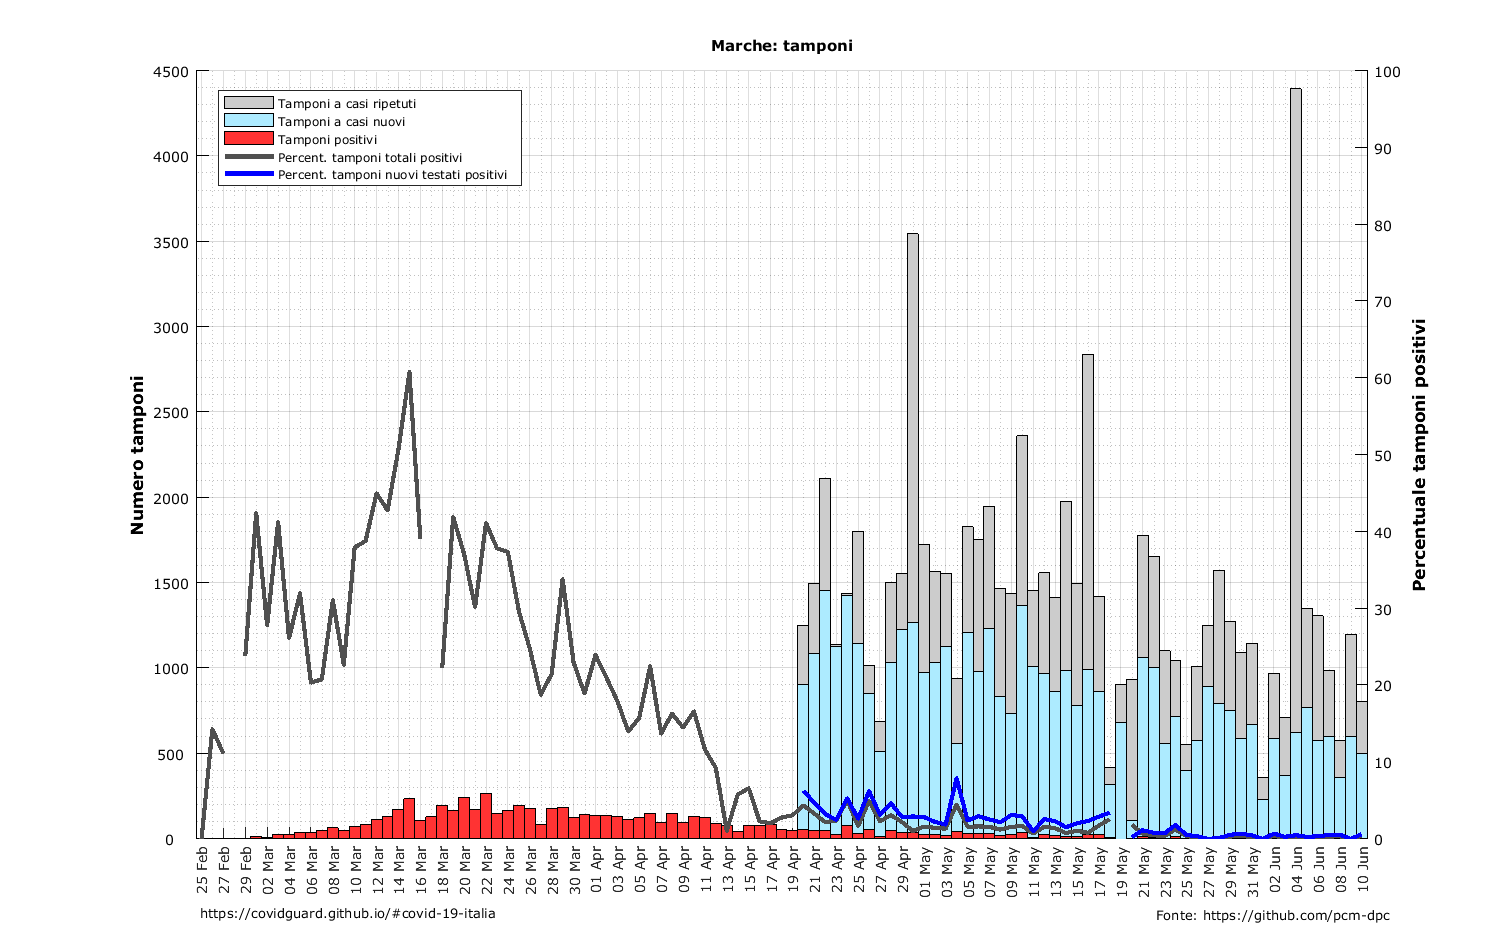 Marche: tamponi
Tamponi a casi ripetuti
Tamponi a casi nuovi
Tamponi positivi
Percent. tamponi totali positivi
Percent. tamponi nuovi testati positivi
Numero tamponi
4500
4000
3500
3000
2500
2000
1500
1000
500
0
Percentuale tamponi positivi
100
90
80
70
60
50
40
30
20
10
0
25 Feb
27 Feb
29 Feb
02 Mar
04 Mar
06 Mar
08 Mar
10 Mar
12 Mar
14 Mar
16 Mar
18 Mar
20 Mar
22 Mar
24 Mar
26 Mar
28 Mar
30 Mar
01 Apr
03 Apr
05 Apr
07 Apr
09 Apr
11 Apr
13 Apr
15 Apr
17 Apr
19 Apr
21 Apr
23 Apr
25 Apr
27 Apr
29 Apr
01 May
03 May
05 May
07 May
09 May
11 May
13 May
15 May
17 May
19 May
21 May
23 May
25 May
27 May
29 May
31 May
02 Jun
04 Jun
06 Jun
08 Jun
10 Jun
https://covidguard.github.io/#covid-19-italia
Fonte: https://github.com/pcm-dpc